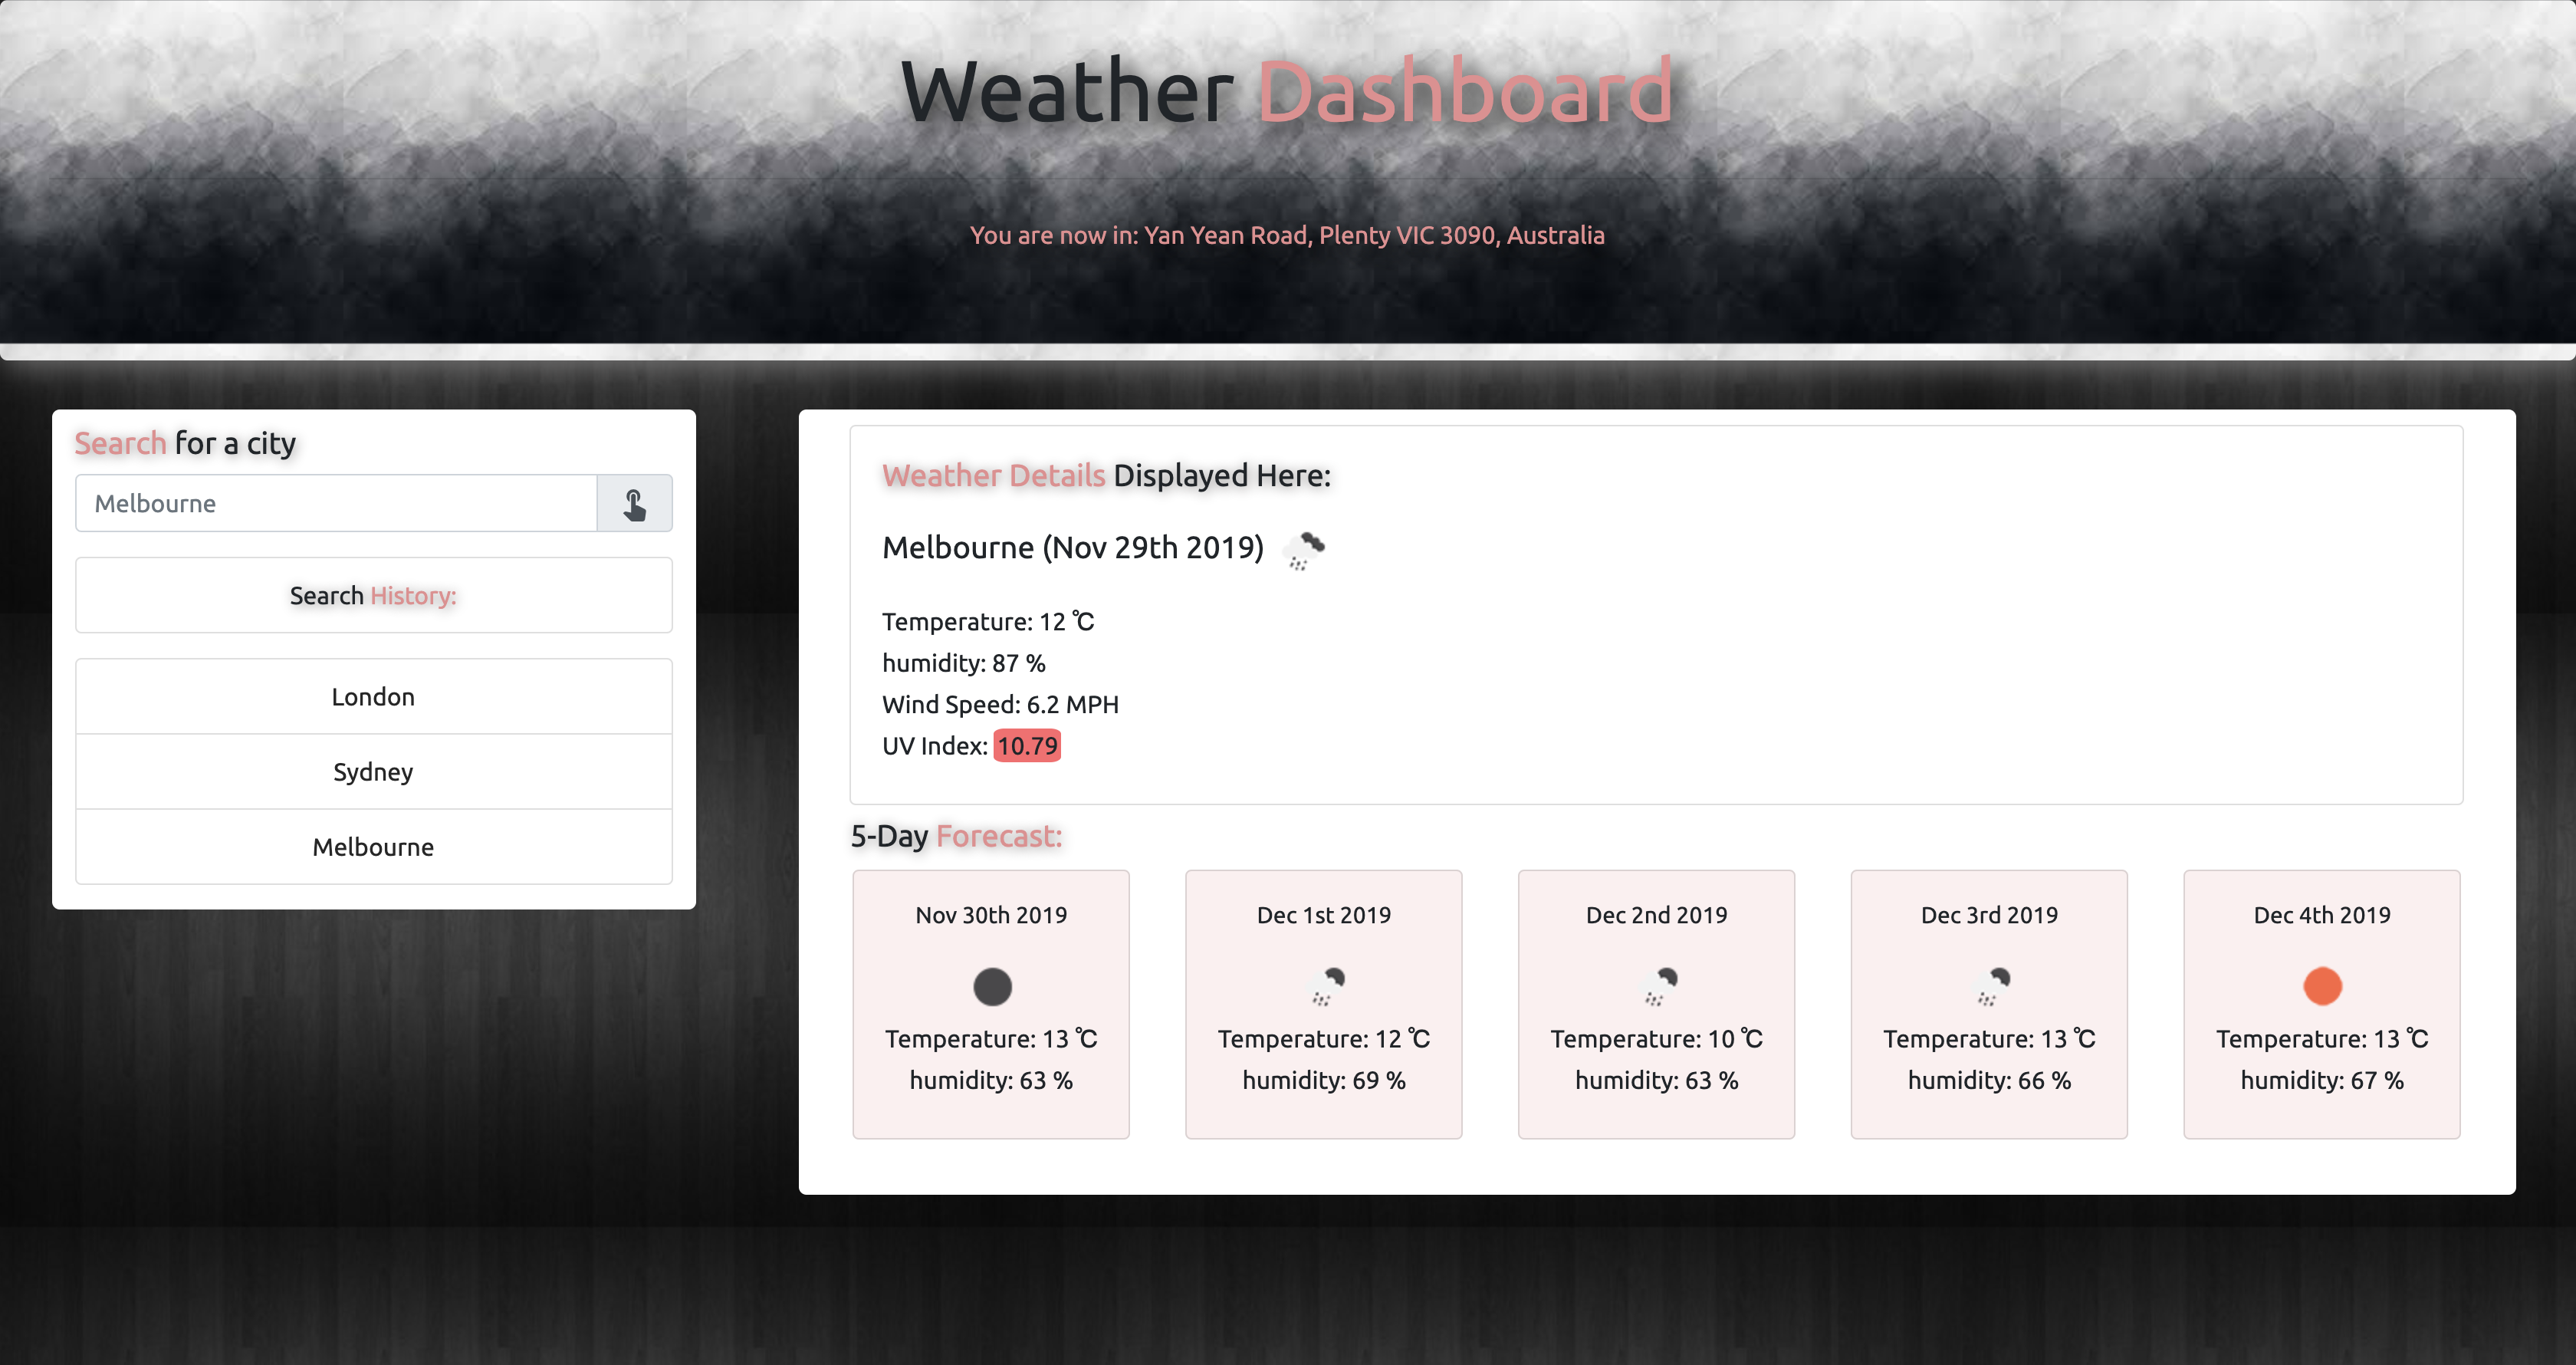 Weather Dashboard
You are now in: Yan Yean Road, Plenty VIC 3090, Australia
Search for a city
Melbourne
Search History:
London
Sydney
Melbourne
Weather Details Displayed Here:
Melbourne (Nov 29th 2019)
Temperature: 12 ℃
humidity: 87 %
Wind Speed: 6.2 MPH
UV Index: 10.79
5-Day Forecast:
Nov 30th 2019
Temperature: 13 ℃
humidity: 63 %
Dec 1st 2019
Temperature: 12 ℃
humidity: 69 %
Dec 2nd 2019
Temperature: 10 ℃
humidity: 63 %
Dec 3rd 2019
Temperature: 13 ℃
humidity: 66 %
Dec 4th 2019
Temperature: 13 ℃
humidity: 67 %